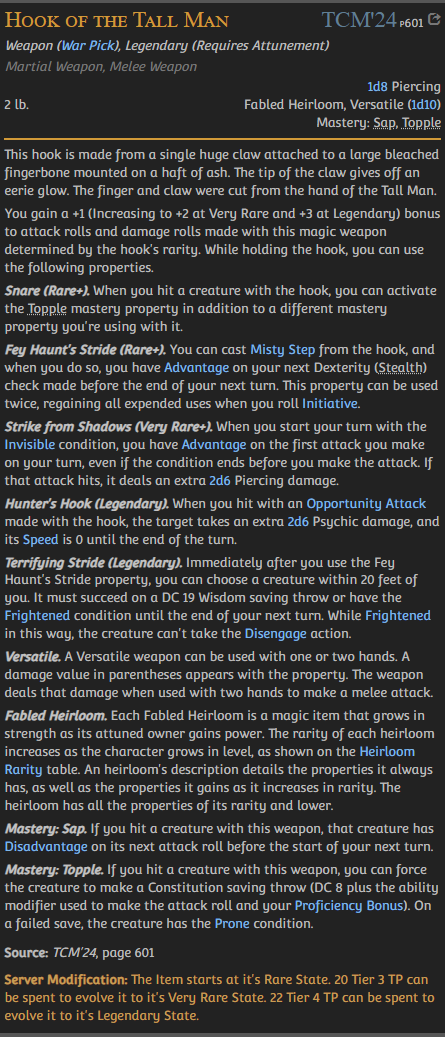 Hook of the Tall Man TCM'24 p601
Weapon (War Pick), Legendary (Requires Attunement)
Martial Weapon, Melee Weapon
1d8 Piercing
2 lb. Fabled Heirloom, Versatile (1d10)
Mastery: Sap, Topple
This hook is made from a single huge claw attached to a large bleached
fingerbone mounted on a haft of ash. The tip of the claw gives off an
eerie glow. The finger and claw were cut from the hand of the Tall Man.
You gain a +1 (Increasing to +2 at Very Rare and +3 at Legendary) bonus
to attack rolls and damage rolls made with this magic weapon
determined by the hook's rarity. While holding the hook, you can use
the following properties.
Snare (Rare+). When you hit a creature with the hook, you can activate
the Topple mastery property in addition to a different mastery
property you're using with it.
Fey Haunt's Stride (Rare+). You can cast Misty Step from the hook, and
when you do so, you have Advantage on your next Dexterity (Stealth)
check made before the end of your next turn. This property can be used
twice, regaining all expended uses when you roll Initiative.
Strike from Shadows (Very Rare+). When you start your turn with the
Invisible condition, you have Advantage on the first attack you make
on your turn, even if the condition ends before you make the attack. If
that attack hits, it deals an extra 2d6 Piercing damage.
Hunter's Hook (Legendary). When you hit with an Opportunity Attack
made with the hook, the target takes an extra 2d6 Psychic damage, and
its Speed is 0 until the end of the turn.
Terrifying Stride (Legendary). Immediately after you use the Fey
Haunt's Stride property, you can choose a creature within 20 feet of
you. It must succeed on a DC 19 Wisdom saving throw or have the
Frightened condition until the end of your next turn. While Frightened
in this way, the creature can't take the Disengage action.
Versatile. A Versatile weapon can be used with one or two hands. A
damage value in parentheses appears with the property. The weapon
deals that damage when used with two hands to make a melee attack.
Fabled Heirloom. Each Fabled Heirloom is a magic item that grows in
strength as its attuned owner gains power. The rarity of each heirloom
increases as the character grows in level, as shown on the Heirloom
Rarity table. An heirloom's description details the properties it always
has, as well as the properties it gains as it increases in rarity. The
heirloom has all the properties of its rarity and lower.
Mastery: Sap. If you hit a creature with this weapon, that creature has
Disadvantage on its next attack roll before the start of your next turn.
Mastery: Topple. If you hit a creature with this weapon, you can force
the creature to make a Constitution saving throw (DC 8 plus the ability
modifier used to make the attack roll and your Proficiency Bonus). On
a failed save, the creature has the Prone condition.
Source: TCM'24, page 601
Server Modification: The Item starts at it's Rare State. 20 Tier 3 TP can
be spent to evolve it to it's Very Rare State. 22 Tier 4 TP can be spent to
evolve it to it's Legendary State.